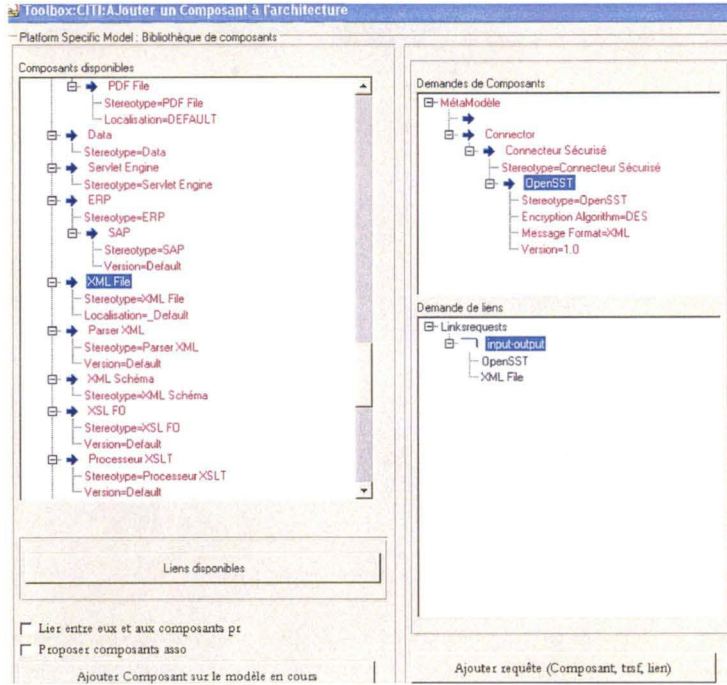 Toolbox:CITI:AJouter un Composant à l'architecture
Platform Specific Model : Bibliothèque de composants
Composants disponibles
PDF File
Stereotype=PDF File
Localisation=DEFAULT
Data
Stereotype=Data
Servlet Engine
Stereotype=Servlet Engine
ERP
Stereotype=ERP
SAP
Stereotype=SAP
Version=Default
XML File
Stereotype=XML File
Localisation=_Default
Parser XML
Stereotype=Parser XML
Version=Default
XML Schéma
Stereotype=XML Schéma
XSL FO
Stereotype=XSL FO
Version=Default
Processeur XSLT
Stereotype=Processeur XSLT
Version=Default
Liens disponibles
Lier entre eux et aux composants pr
Proposer composants asso
Ajouter Composant sur le modèle en cours
Demandes de Composants
MétaModèle
Connector
Connecteur Sécurisé
Stereotype=Connecteur Sécurisé
OpenSST
Stereotype=OpenSST
Encryption Algorithm=DES
Message Format=XML
Version=1.0
Demande de liens
Linksrequests
input-output
OpenSST
XML File
Ajouter requête (Composant, trsf, lien)